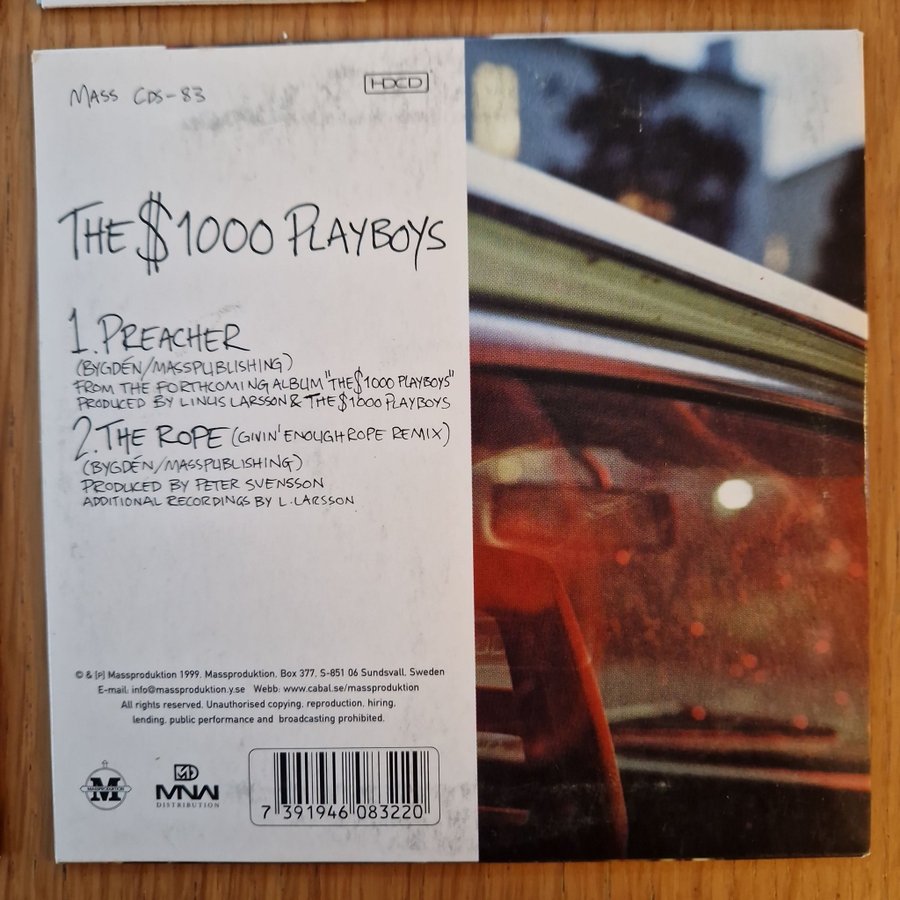 MASS CDS-83
HDCD
THE $1000 PLAYBOYS
1. PREACHER
(BYGDÉN/MASSPUBLISHING)
FROM THE FORTHCOMING ALBUM "THE $1000 PLAYBOYS"
PRODUCED BY LINUS LARSSON & THE $1000 PLAYBOYS
2. THE ROPE (GIVIN' ENOUGH ROPE REMIX)
(BYGDÉN/MASSPUBLISHING)
PRODUCED BY PETER SVENSSON
ADDITIONAL RECORDINGS BY L. LARSSON
© & (P) Massproduktion 1999. Massproduktion, Box 377, S-851 06 Sundsvall, Sweden
E-mail: info@massproduktion.y.se Webb: www.cabal.se/massproduktion
All rights reserved. Unauthorised copying, reproduction, hiring,
lending, public performance and broadcasting prohibited.
M
MASSPRODUKTION
MNW
DISTRIBUTION
7 391946 083220